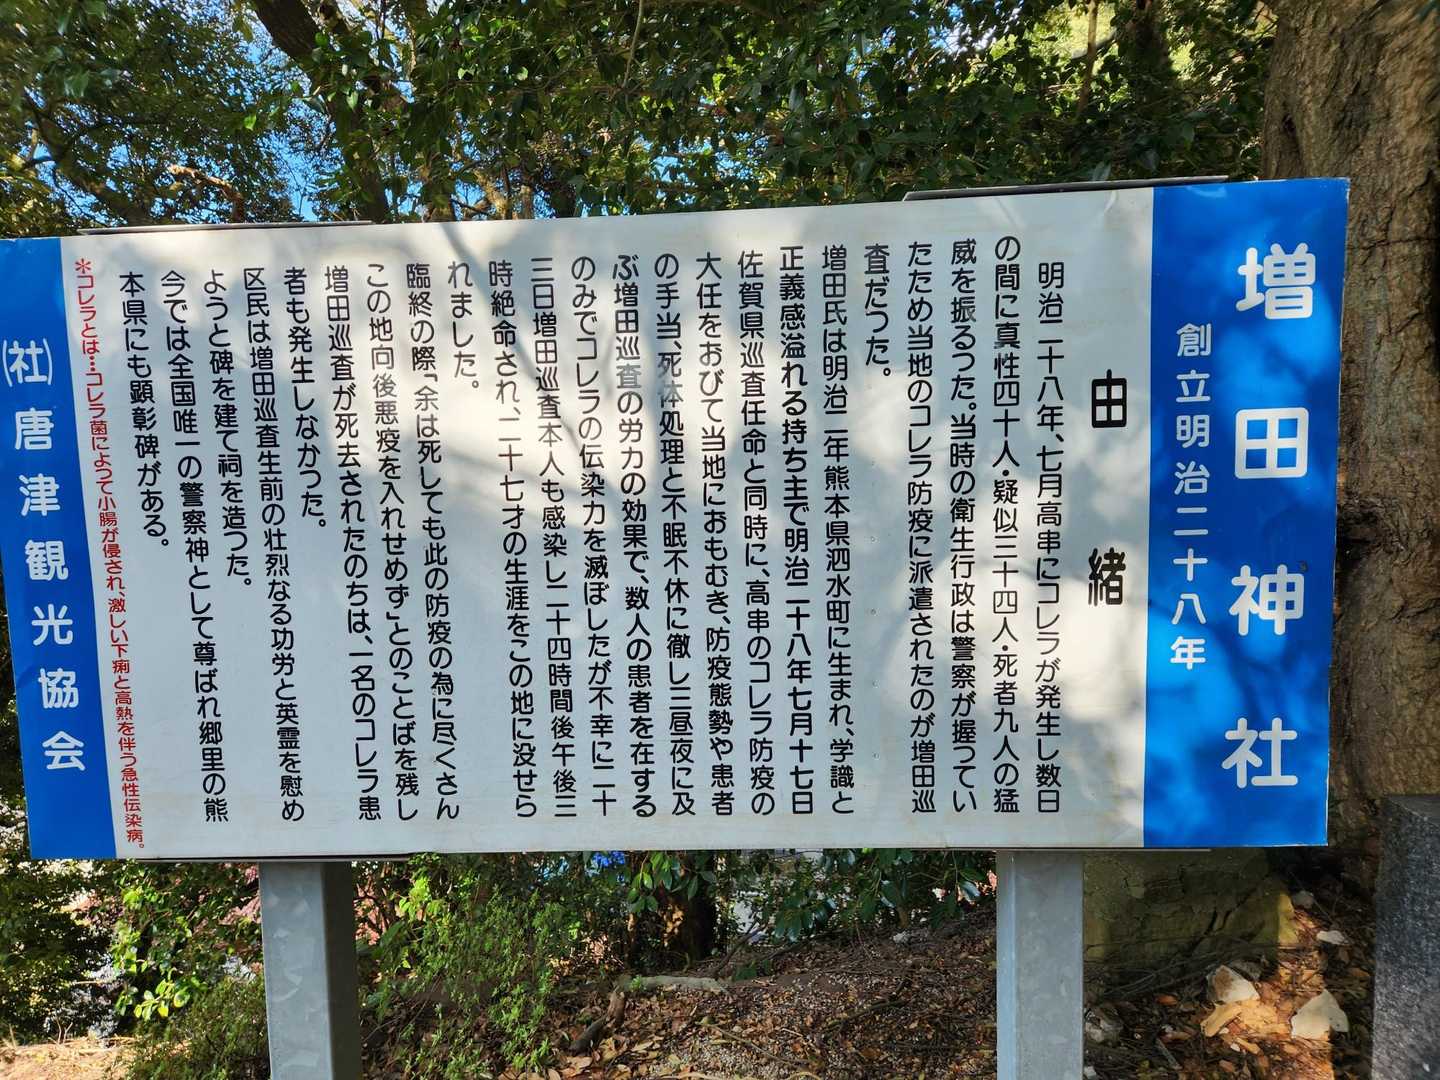 増田神社
創立明治二十八年
由緒
明治二十八年、七月高串にコレラが発生し数日
の間に真性四十人・疑似三十四人・死者九人の猛
威を振るつた。当時の衛生行政は警察が握つてい
たため当地のコレラ防疫に派遣されたのが増田巡
査だつた。
増田氏は明治二年熊本県泗水町に生まれ、学識と
正義感溢れる持ち主で明治二十八年七月十七日
佐賀県巡査任命と同時に、高串のコレラ防疫の
大任をおびて当地におもむき、防疫態勢や患者
の手当、死体処理と不眠不休に徹し三昼夜に及
ぶ増田巡査の労力の効果で、数人の患者を在する
のみでコレラの伝染力を滅ぼしたが不幸に二十
三日増田巡査本人も感染し二十四時間後午後三
時絶命され、二十七才の生涯をこの地に没せら
れました。
臨終の際「余は死しても此の防疫の為に尽くさん
この地向後悪疫を入れせめず」とのことばを残し
増田巡査が死去されたのちは、一名のコレラ患
者も発生しなかつた。
区民は増田巡査生前の壮烈なる功労と英霊を慰め
ようと碑を建て祠を造つた。
今では全国唯一の警察神として尊ばれ郷里の熊
本県にも顕彰碑がある。
＊コレラとは…コレラ菌によつて小腸が侵され、激しい下痢と高熱を伴う急性伝染病。
(社)唐津観光協会